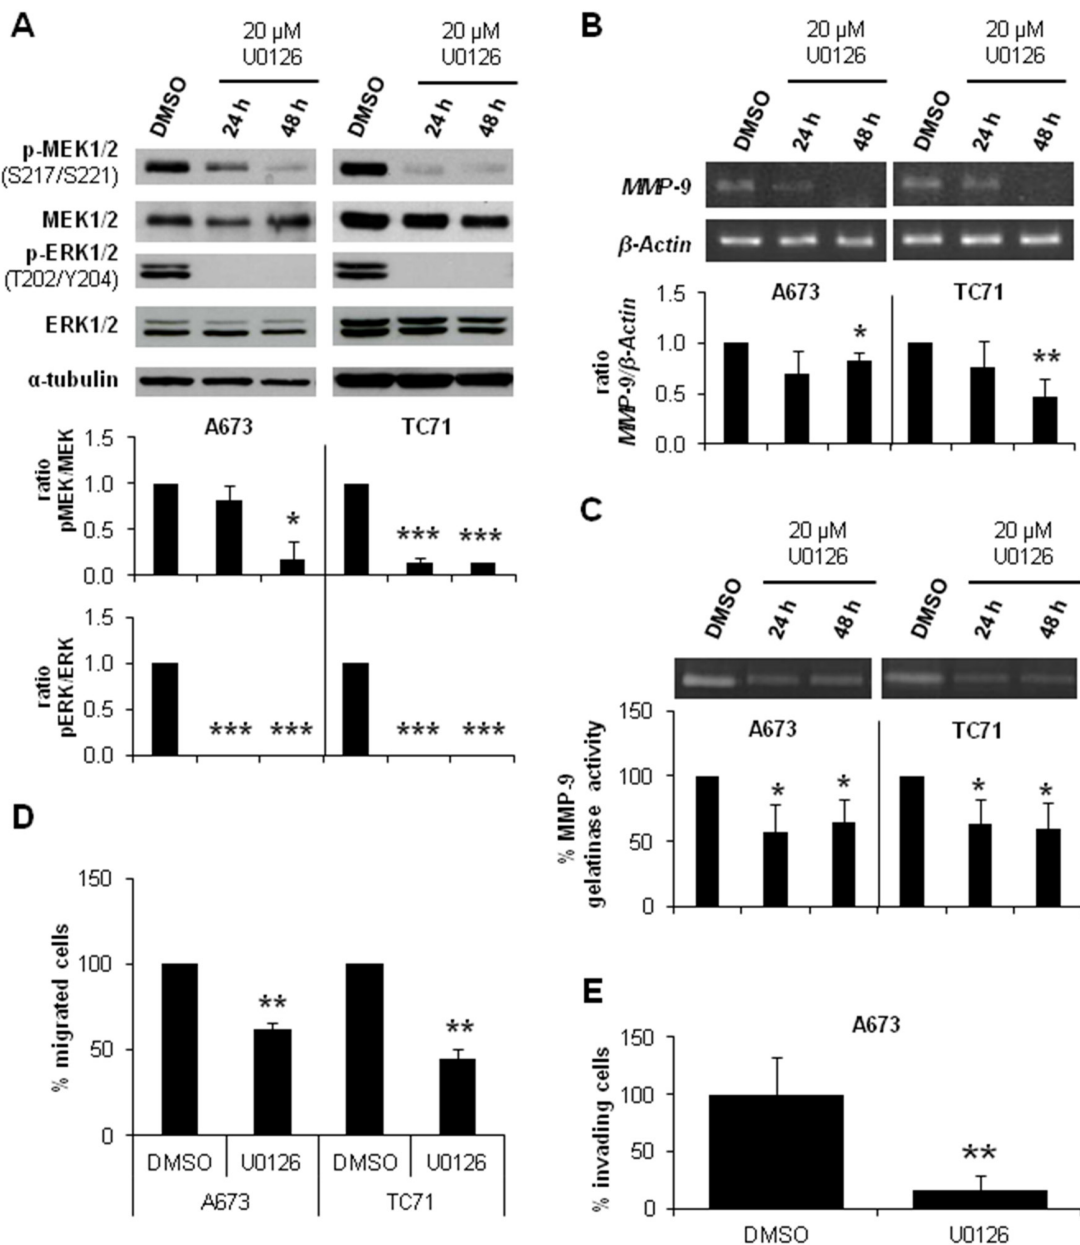 A
20 µM
U0126
20 µM
U0126
DMSO
24 h
48 h
DMSO
24 h
48 h
p-MEK1/2
(S217/S221)
MEK1/2
p-ERK1/2
(T202/Y204)
ERK1/2
α-tubulin
A673
TC71
ratio
pMEK/MEK
1.5
1.0
0.5
0.0
*
***
***
ratio
pERK/ERK
1.5
1.0
0.5
0.0
***
***
***
***
B
20 µM
U0126
20 µM
U0126
DMSO
24 h
48 h
DMSO
24 h
48 h
MMP-9
β-Actin
A673
TC71
ratio
MMP-9/β-Actin
1.5
1.0
0.5
0.0
*
**
C
20 µM
U0126
20 µM
U0126
DMSO
24 h
48 h
DMSO
24 h
48 h
A673
TC71
% MMP-9
gelatinase activity
150
100
50
0
*
*
*
*
D
% migrated cells
150
100
50
0
**
**
DMSO
U0126
DMSO
U0126
A673
TC71
E
A673
% invading cells
150
100
50
0
**
DMSO
U0126